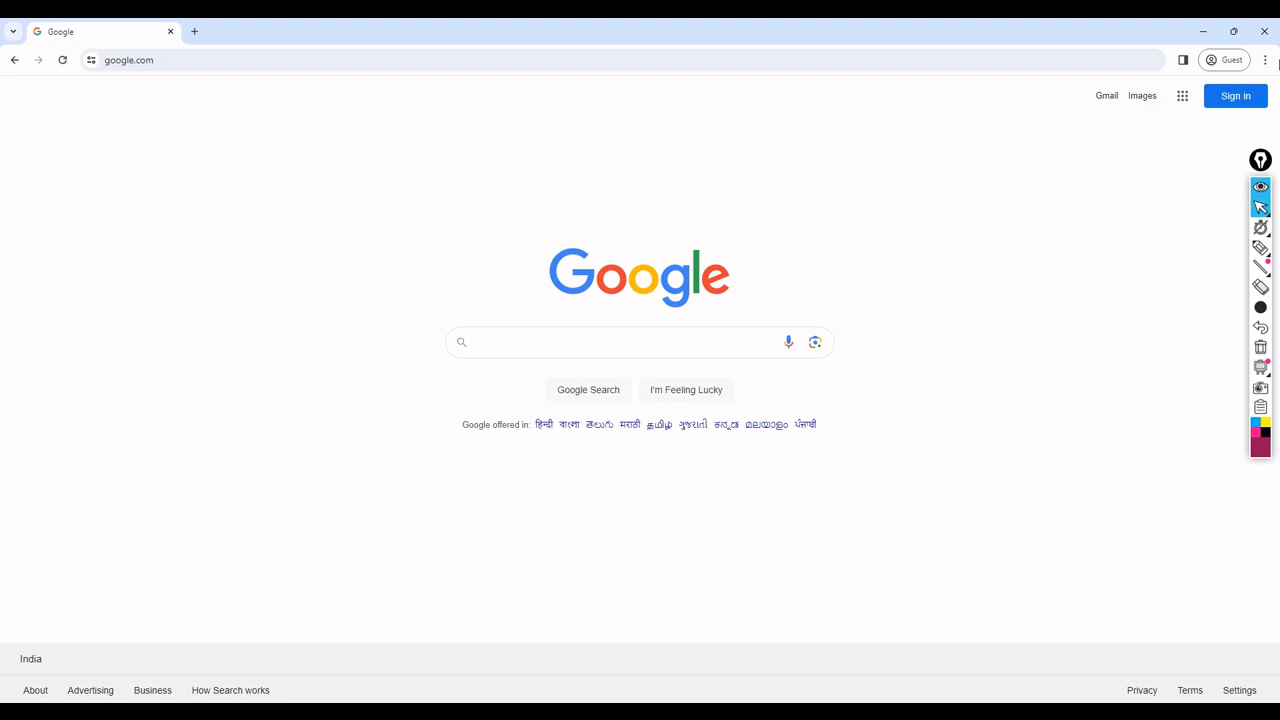 Google
google.com
Guest
Gmail Images
Sign in
Google
Google Search I'm Feeling Lucky
Google offered in: हिन्दी বাংলা తెలుగు मराठी தமிழ் ગુજરાતી ಕನ್ನಡ മലയാളം ਪੰਜਾਬੀ
India
About Advertising Business How Search works
Privacy Terms Settings